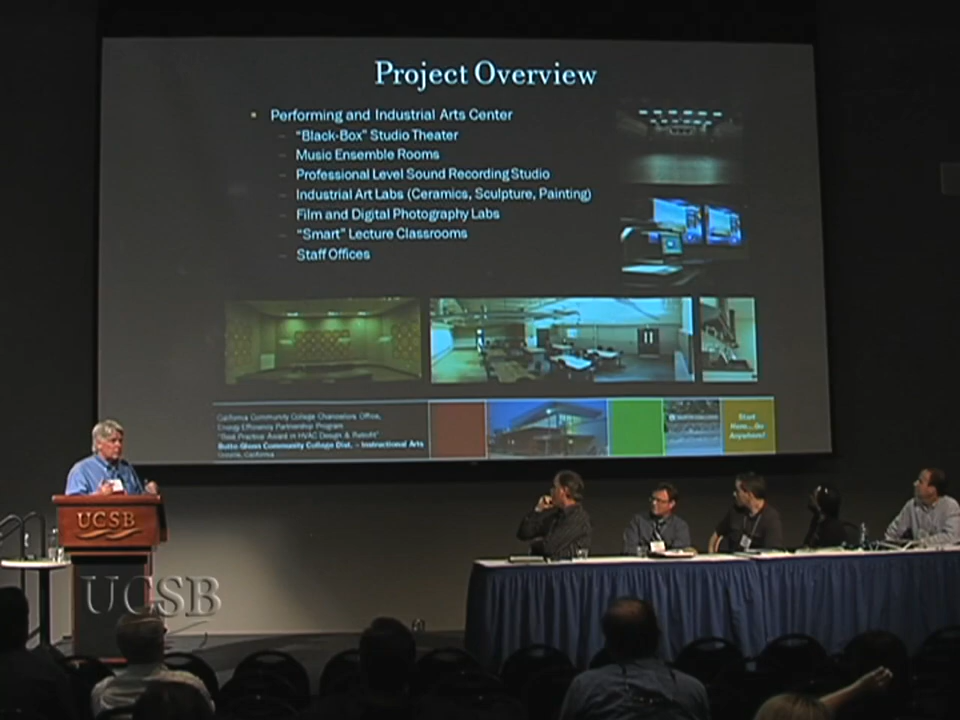 Project Overview
Performing and Industrial Arts Center
"Black-Box" Studio Theater
Music Ensemble Rooms
Professional Level Sound Recording Studio
Industrial Art Labs (Ceramics, Sculpture, Painting)
Film and Digital Photography Labs
"Smart" Lecture Classrooms
Staff Offices
California Community College Chancellors Office,
Energy Efficiency Partnership Program
"Best Practice Award in HVAC Design & Retrofit"
Butte-Glenn Community College Dist. – Instructional Arts
Oroville, California
Start
Here...Go
Anywhere!
UCSB
UCSB